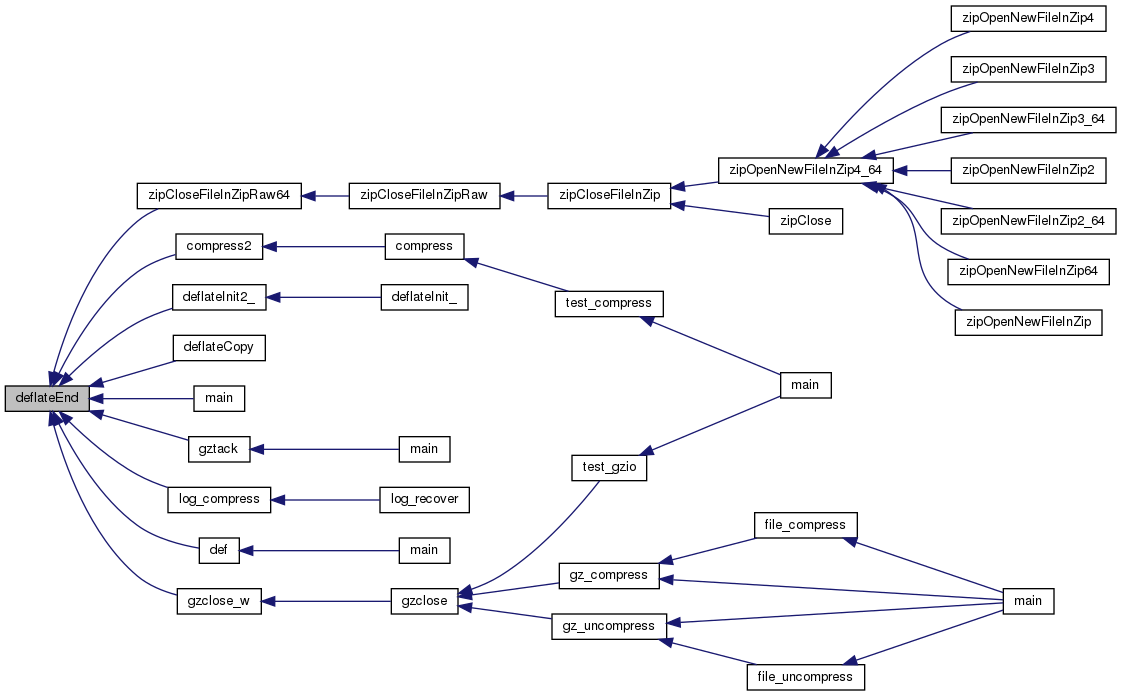 zipOpenNewFileInZip4
zipOpenNewFileInZip3
zipOpenNewFileInZip3_64
zipOpenNewFileInZip4_64
zipOpenNewFileInZip2
zipCloseFileInZipRaw64
zipCloseFileInZipRaw
zipCloseFileInZip
zipOpenNewFileInZip2_64
zipClose
compress2
compress
zipOpenNewFileInZip64
deflateInit2_
deflateInit_
test_compress
zipOpenNewFileInZip
deflateCopy
main
deflateEnd
main
gztack
main
test_gzio
log_compress
log_recover
file_compress
def
main
gz_compress
gzclose_w
gzclose
main
gz_uncompress
file_uncompress